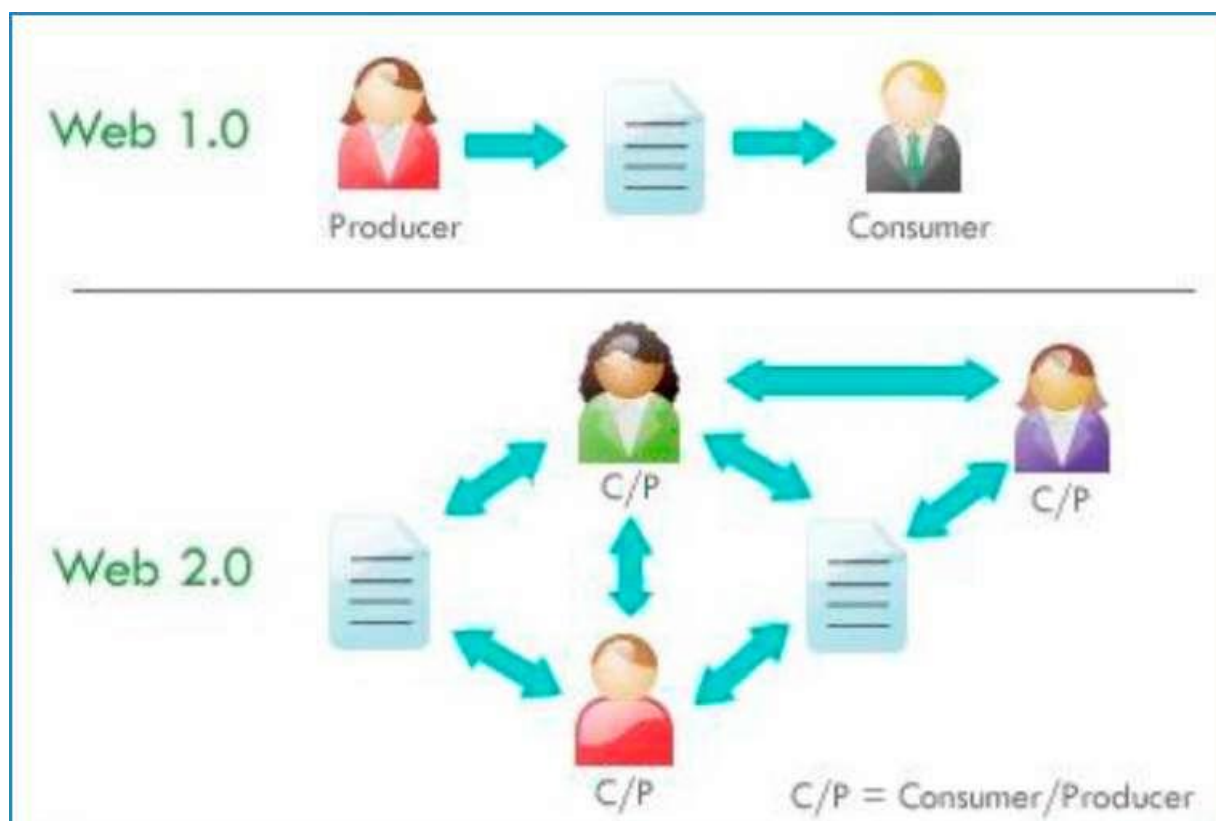 Web 1.0
Producer
Consumer
C/P
C/P
Web 2.0
C/P
C/P = Consumer/Producer